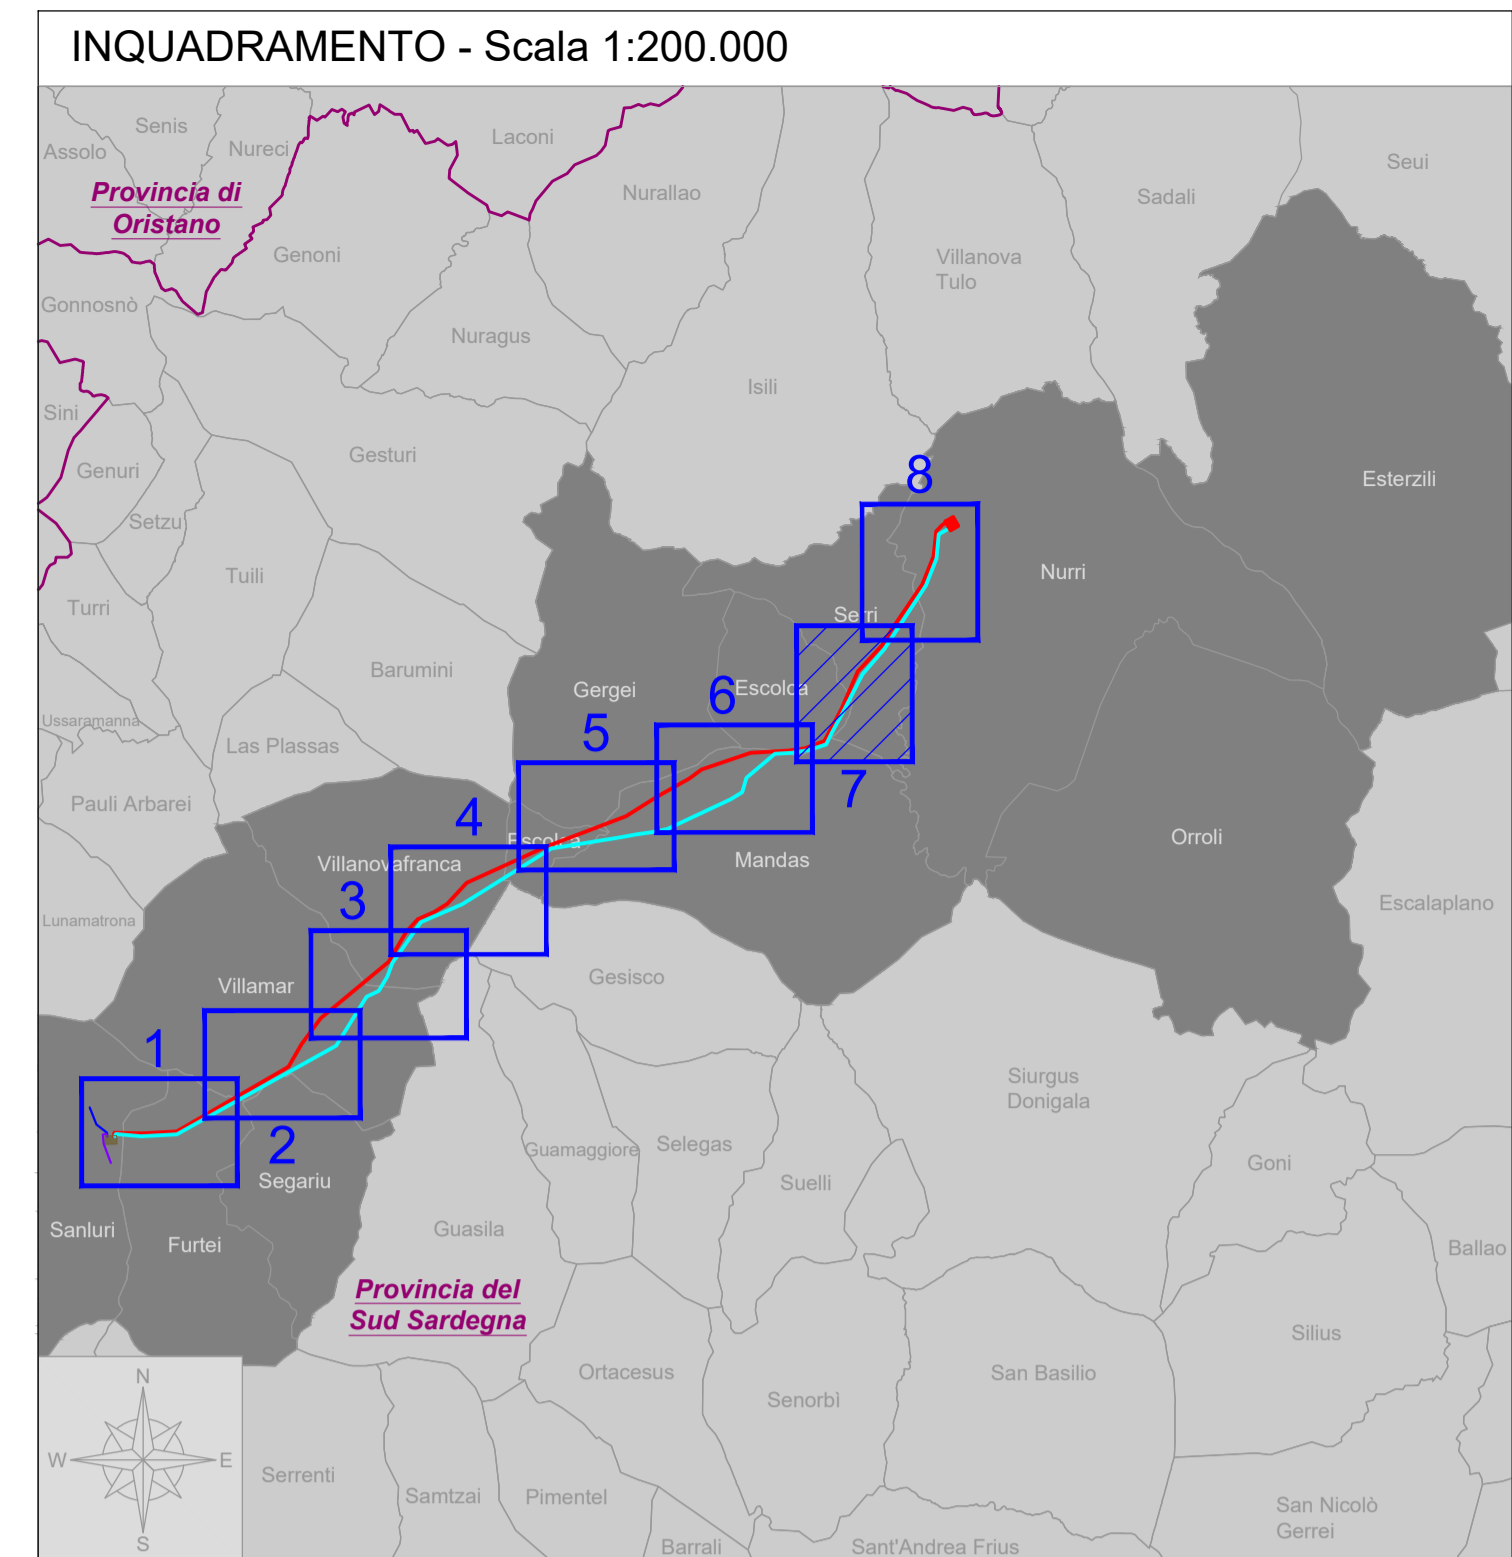 INQUADRAMENTO - Scala 1:200.000
Senis
Assolo
Nureci
Laconi
Seui
Provincia di
Oristano
Nurallao
Sadali
Genoni
Villanova
Tulo
Gonnosnò
Nuragus
Isili
Sini
Gesturi
Genuri
8
Esterzili
Setzu
Tuili
Nurri
Turri
Serri
Barumini
Gergei
6
Escolca
Ussaramanna
Las Plassas
5
7
Pauli Arbarei
4
Escolca
Orroli
Villanovafranca
Mandas
3
Escalaplano
Lunamatrona
Villamar
Gesisco
1
Siurgus
Donigala
2
Guamaggiore
Selegas
Goni
Segariu
Suelli
Sanluri
Furtei
Guasila
Ballao
Provincia del
Sud Sardegna
Silius
Ortacesus
San Basilio
Senorbì
N
W
E
S
Serrenti
Samtzai
Pimentel
San Nicolò
Gerrei
Barrali
Sant'Andrea Frius